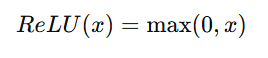 ReLU(x) = max(0, x)